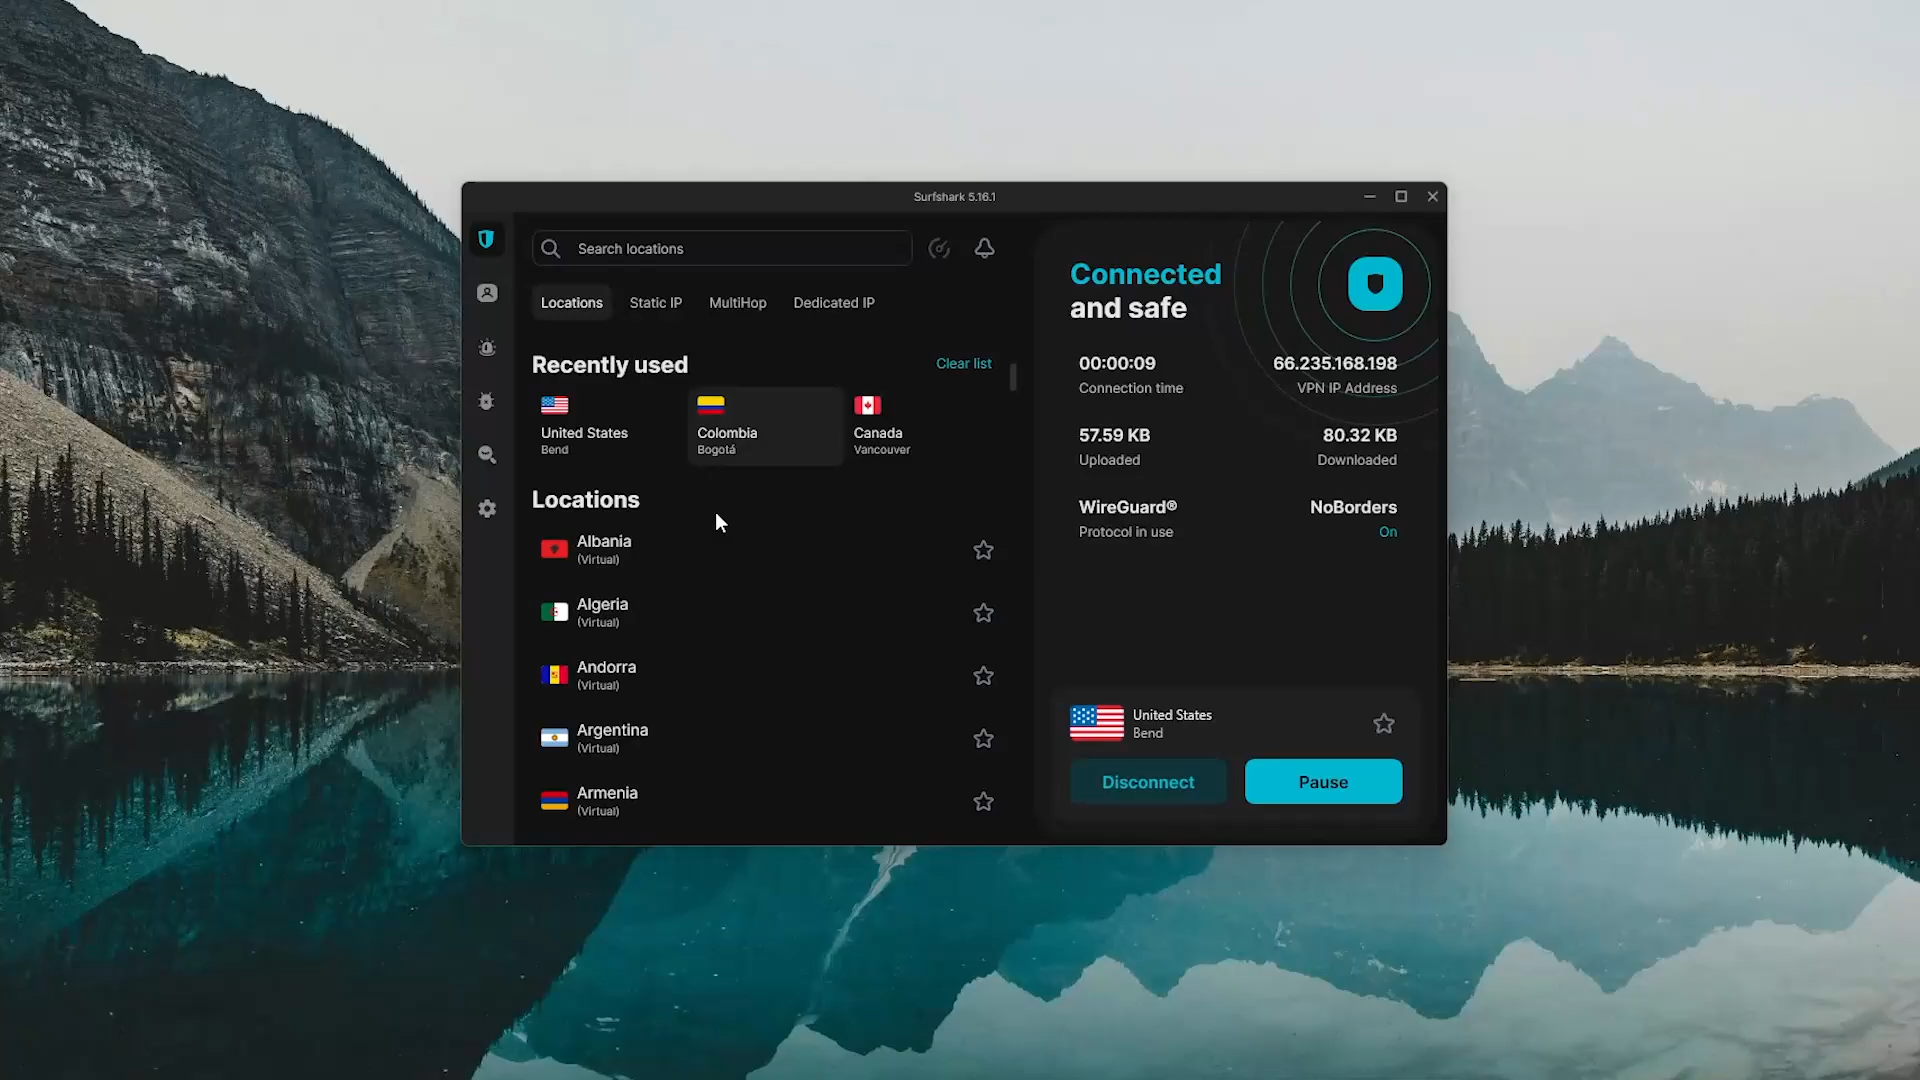 Surfshark 5.16.1
Search locations
Locations
Static IP
MultiHop
Dedicated IP
Recently used
Clear list
United States
Bend
Colombia
Bogotá
Canada
Vancouver
Locations
Albania
(Virtual)
Algeria
(Virtual)
Andorra
(Virtual)
Argentina
(Virtual)
Armenia
(Virtual)
Connected
and safe
00:00:09
Connection time
66.235.168.198
VPN IP Address
57.59 KB
Uploaded
80.32 KB
Downloaded
WireGuard®
Protocol in use
NoBorders
On
United States
Bend
Disconnect
Pause